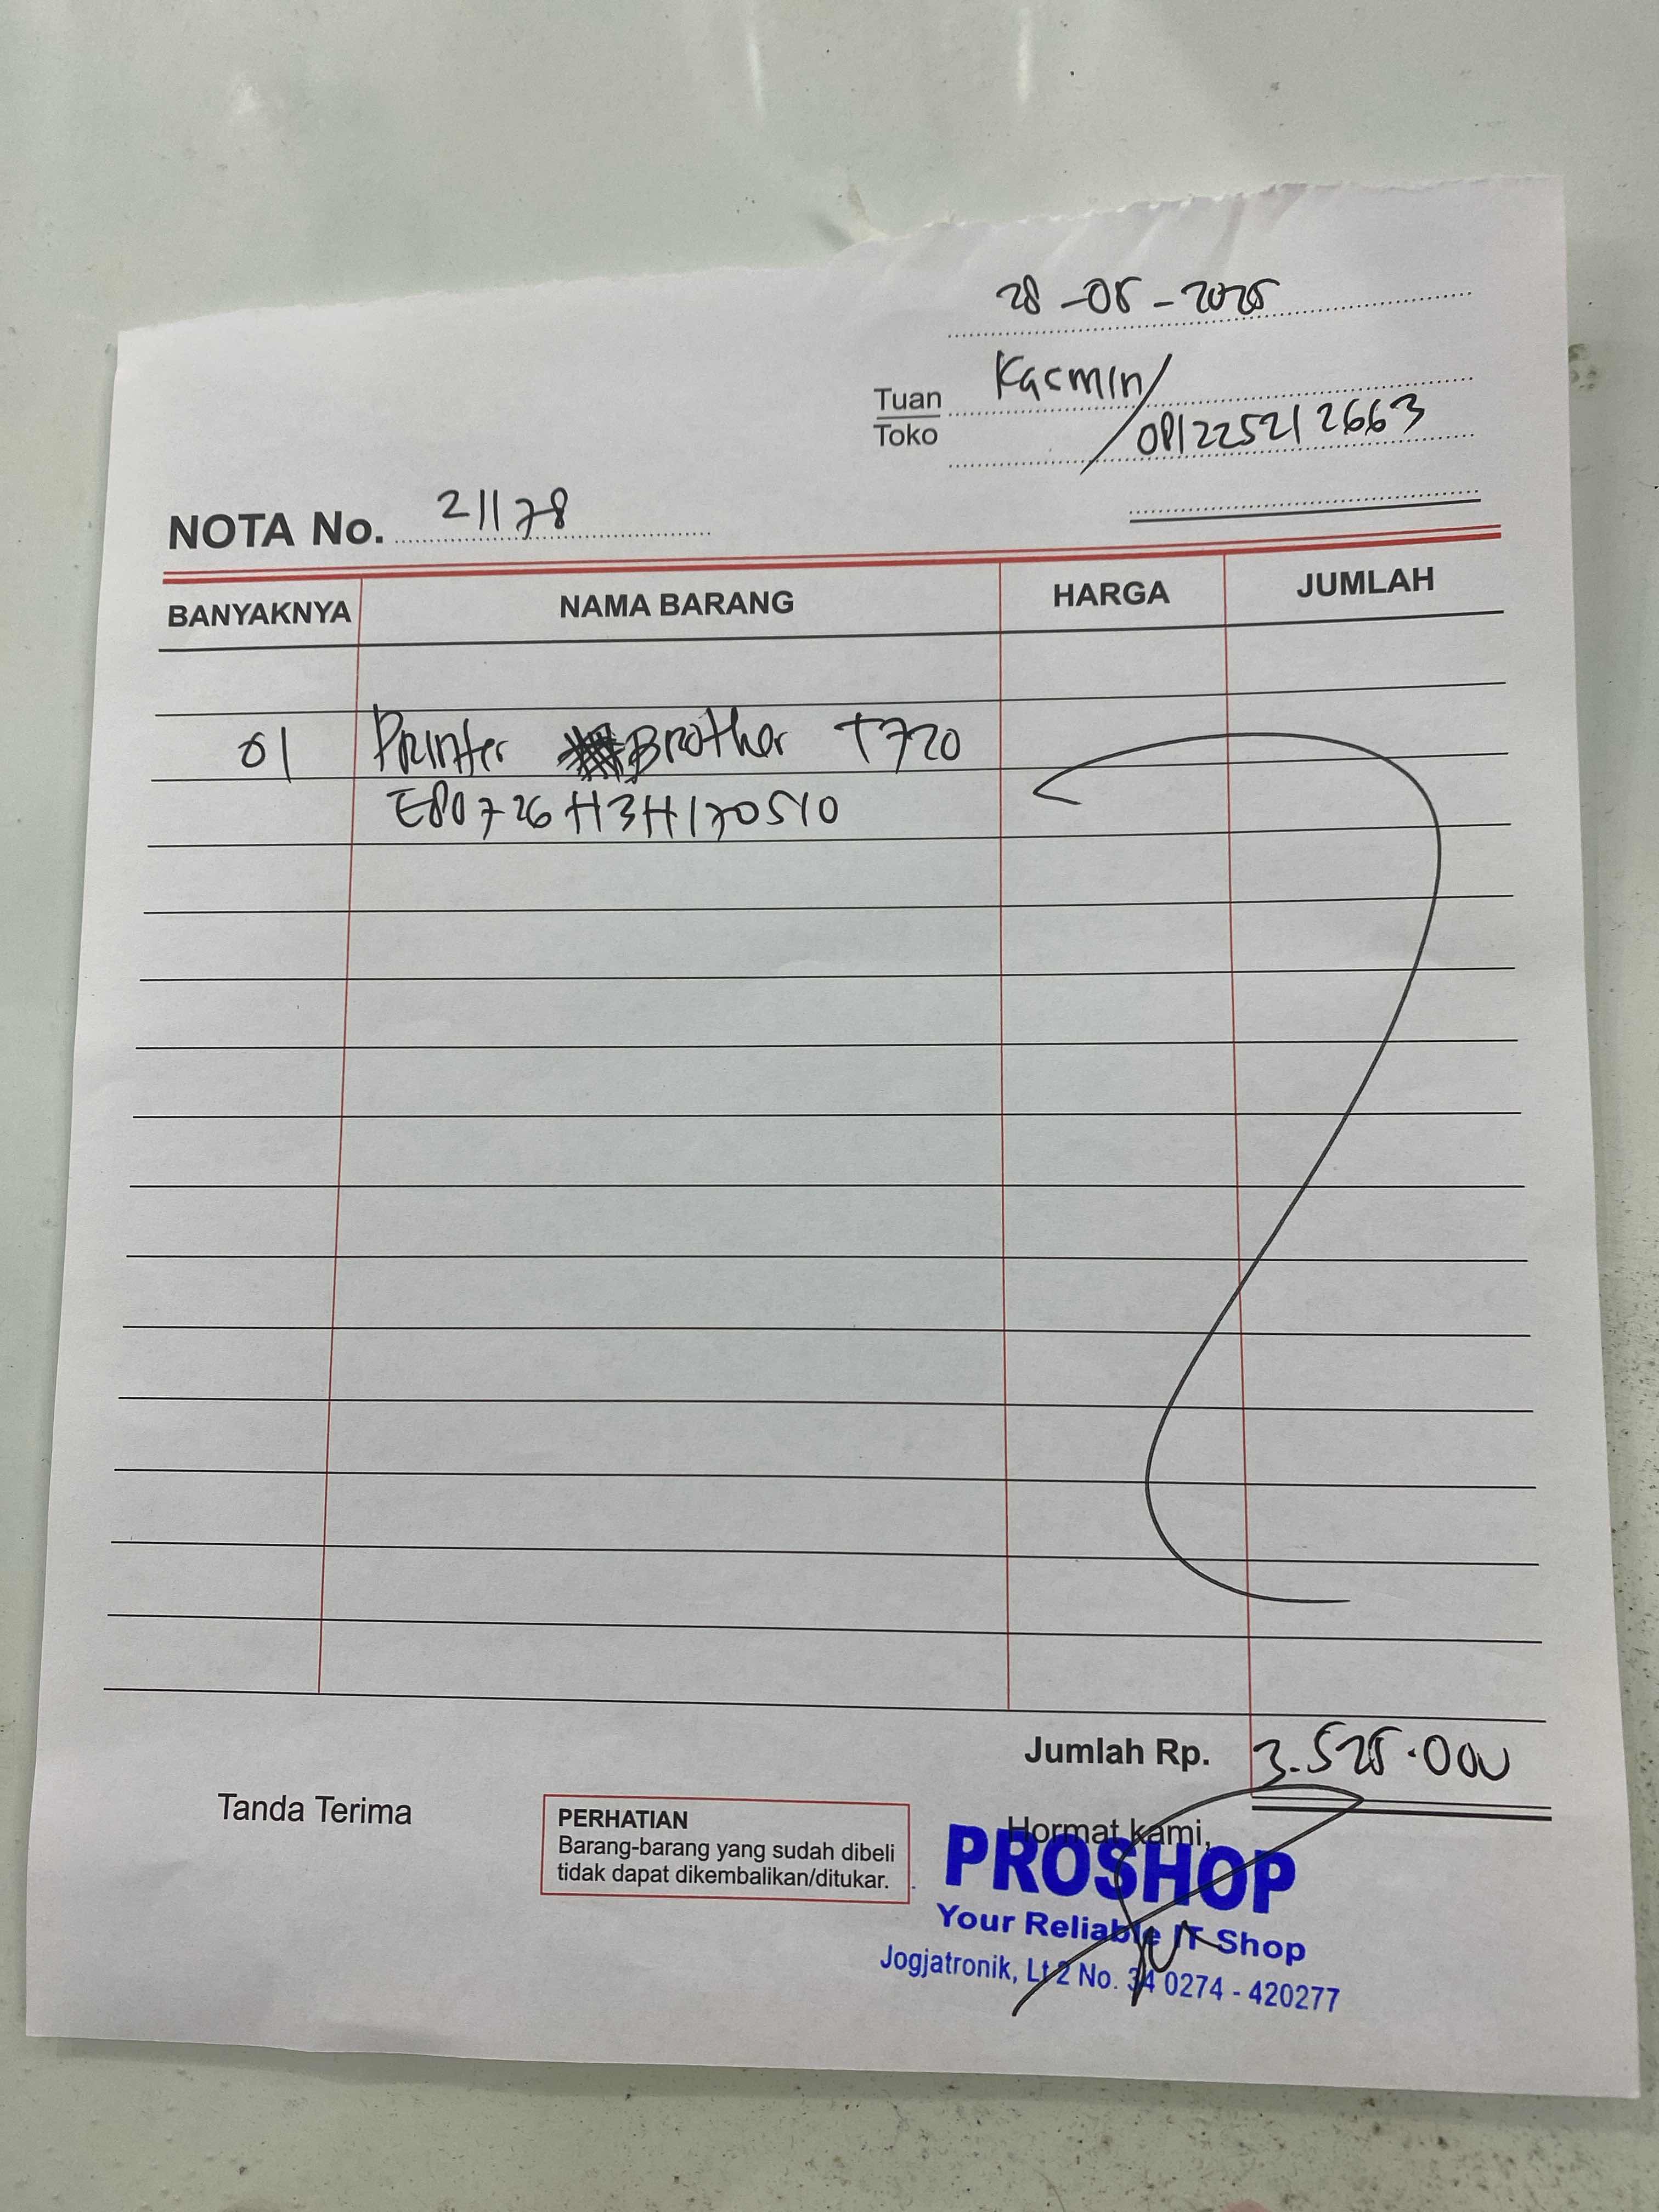 28-05-2025
Tuan Kasmin/
Toko 081225212663
NOTA No. 21178
BANYAKNYA NAMA BARANG HARGA JUMLAH
01 Printer Brother T720
E80726H3H170510
Jumlah Rp. 3.525.000
Tanda Terima
PERHATIAN
Barang-barang yang sudah dibeli
tidak dapat dikembalikan/ditukar.
Hormat kami,
PROSHOP
Your Reliable IT Shop
Jogjatronik, Lt 2 No. 34 0274 - 420277